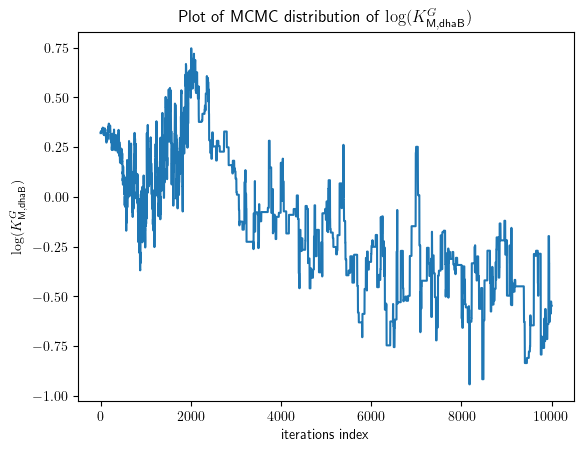 Plot of MCMC distribution of log(K^G_M,dhaB)
0.75
0.50
0.25
0.00
−0.25
−0.50
−0.75
−1.00
log(K^G_M,dhaB)
0 2000 4000 6000 8000 10000
iterations index